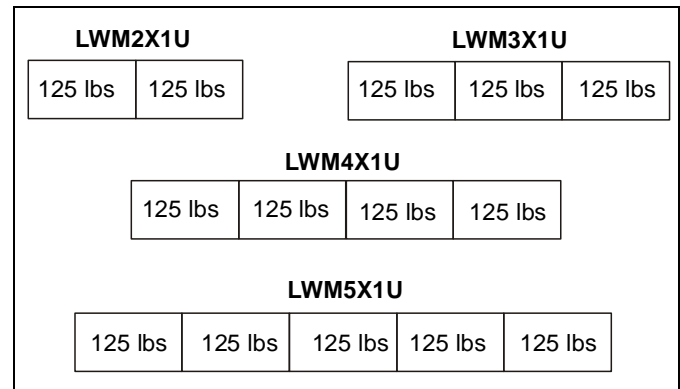 LWM2X1U LWM3X1U
125 lbs 125 lbs 125 lbs 125 lbs 125 lbs
LWM4X1U
125 lbs 125 lbs 125 lbs 125 lbs
LWM5X1U
125 lbs 125 lbs 125 lbs 125 lbs 125 lbs